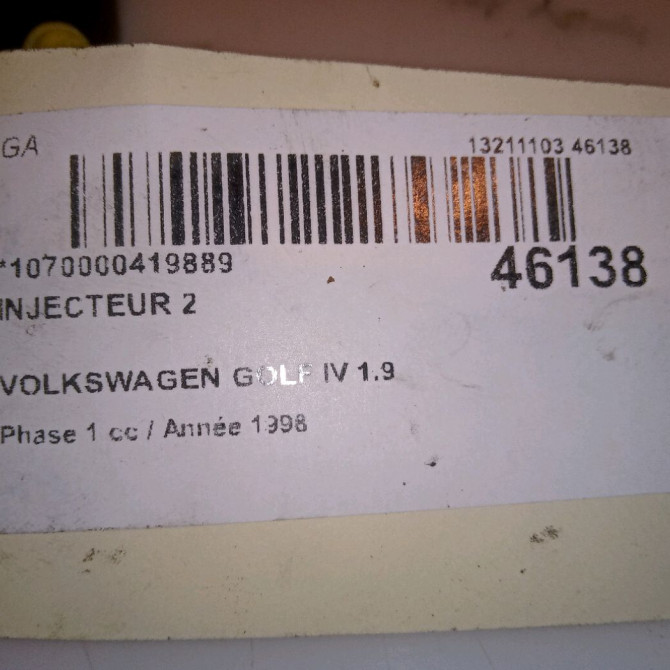 GA 13211103 46138
*1070000419889 46138
INJECTEUR 2
VOLKSWAGEN GOLF IV 1.9
Phase 1 cc / Année 1998